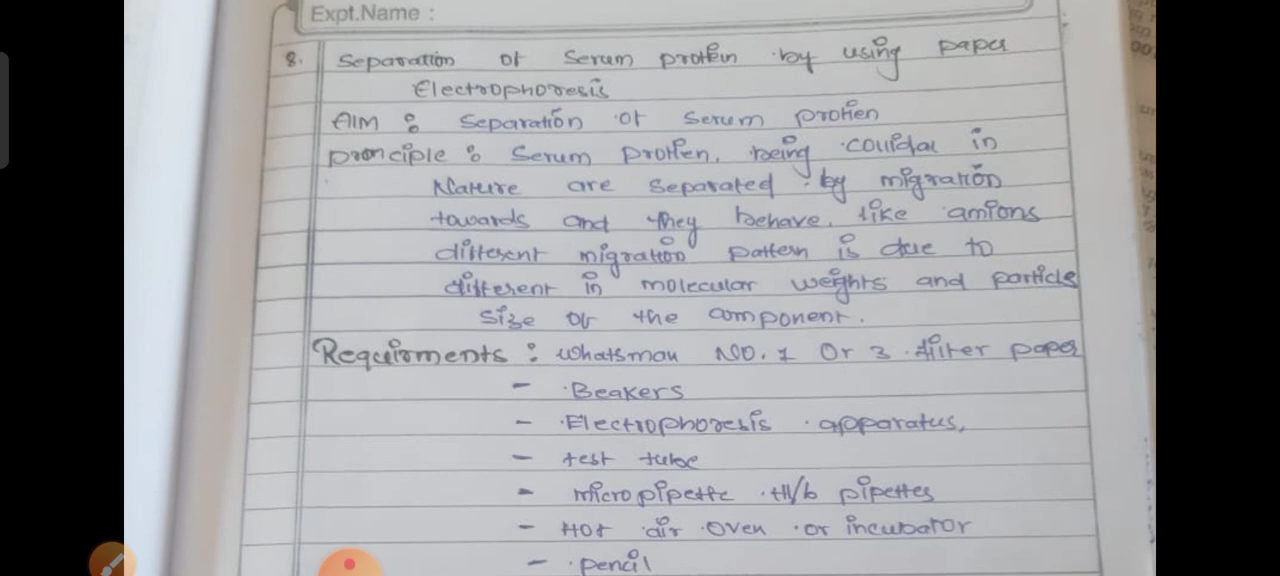 Expt.Name :
8. Separation of Serum protein by using paper
Electrophoresis
Aim : Separation of Serum protien
principle : Serum protien, being colloidal in
Nature are separated by migration
towards and they behave like anions
different migration pattern is due to
different in molecular weights and particle
size of the component.
Requirments : whatsman No. 1 or 3 filter paper
- Beakers
- Electrophoresis apparatus,
- test tube
- micropipette Hb pipettes
- Hot air oven or incubator
- pencil